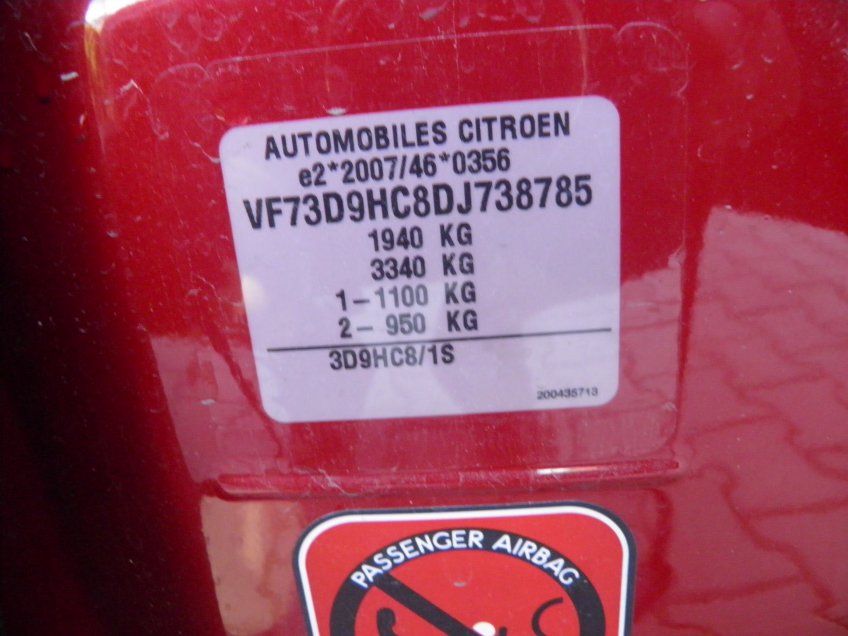 AUTOMOBILES CITROEN
e2*2007/46*0356
VF73D9HC8DJ738785
1940 KG
3340 KG
1-1100 KG
2-950 KG
3D9HC8/1S
200435713
PASSENGER AIRBAG